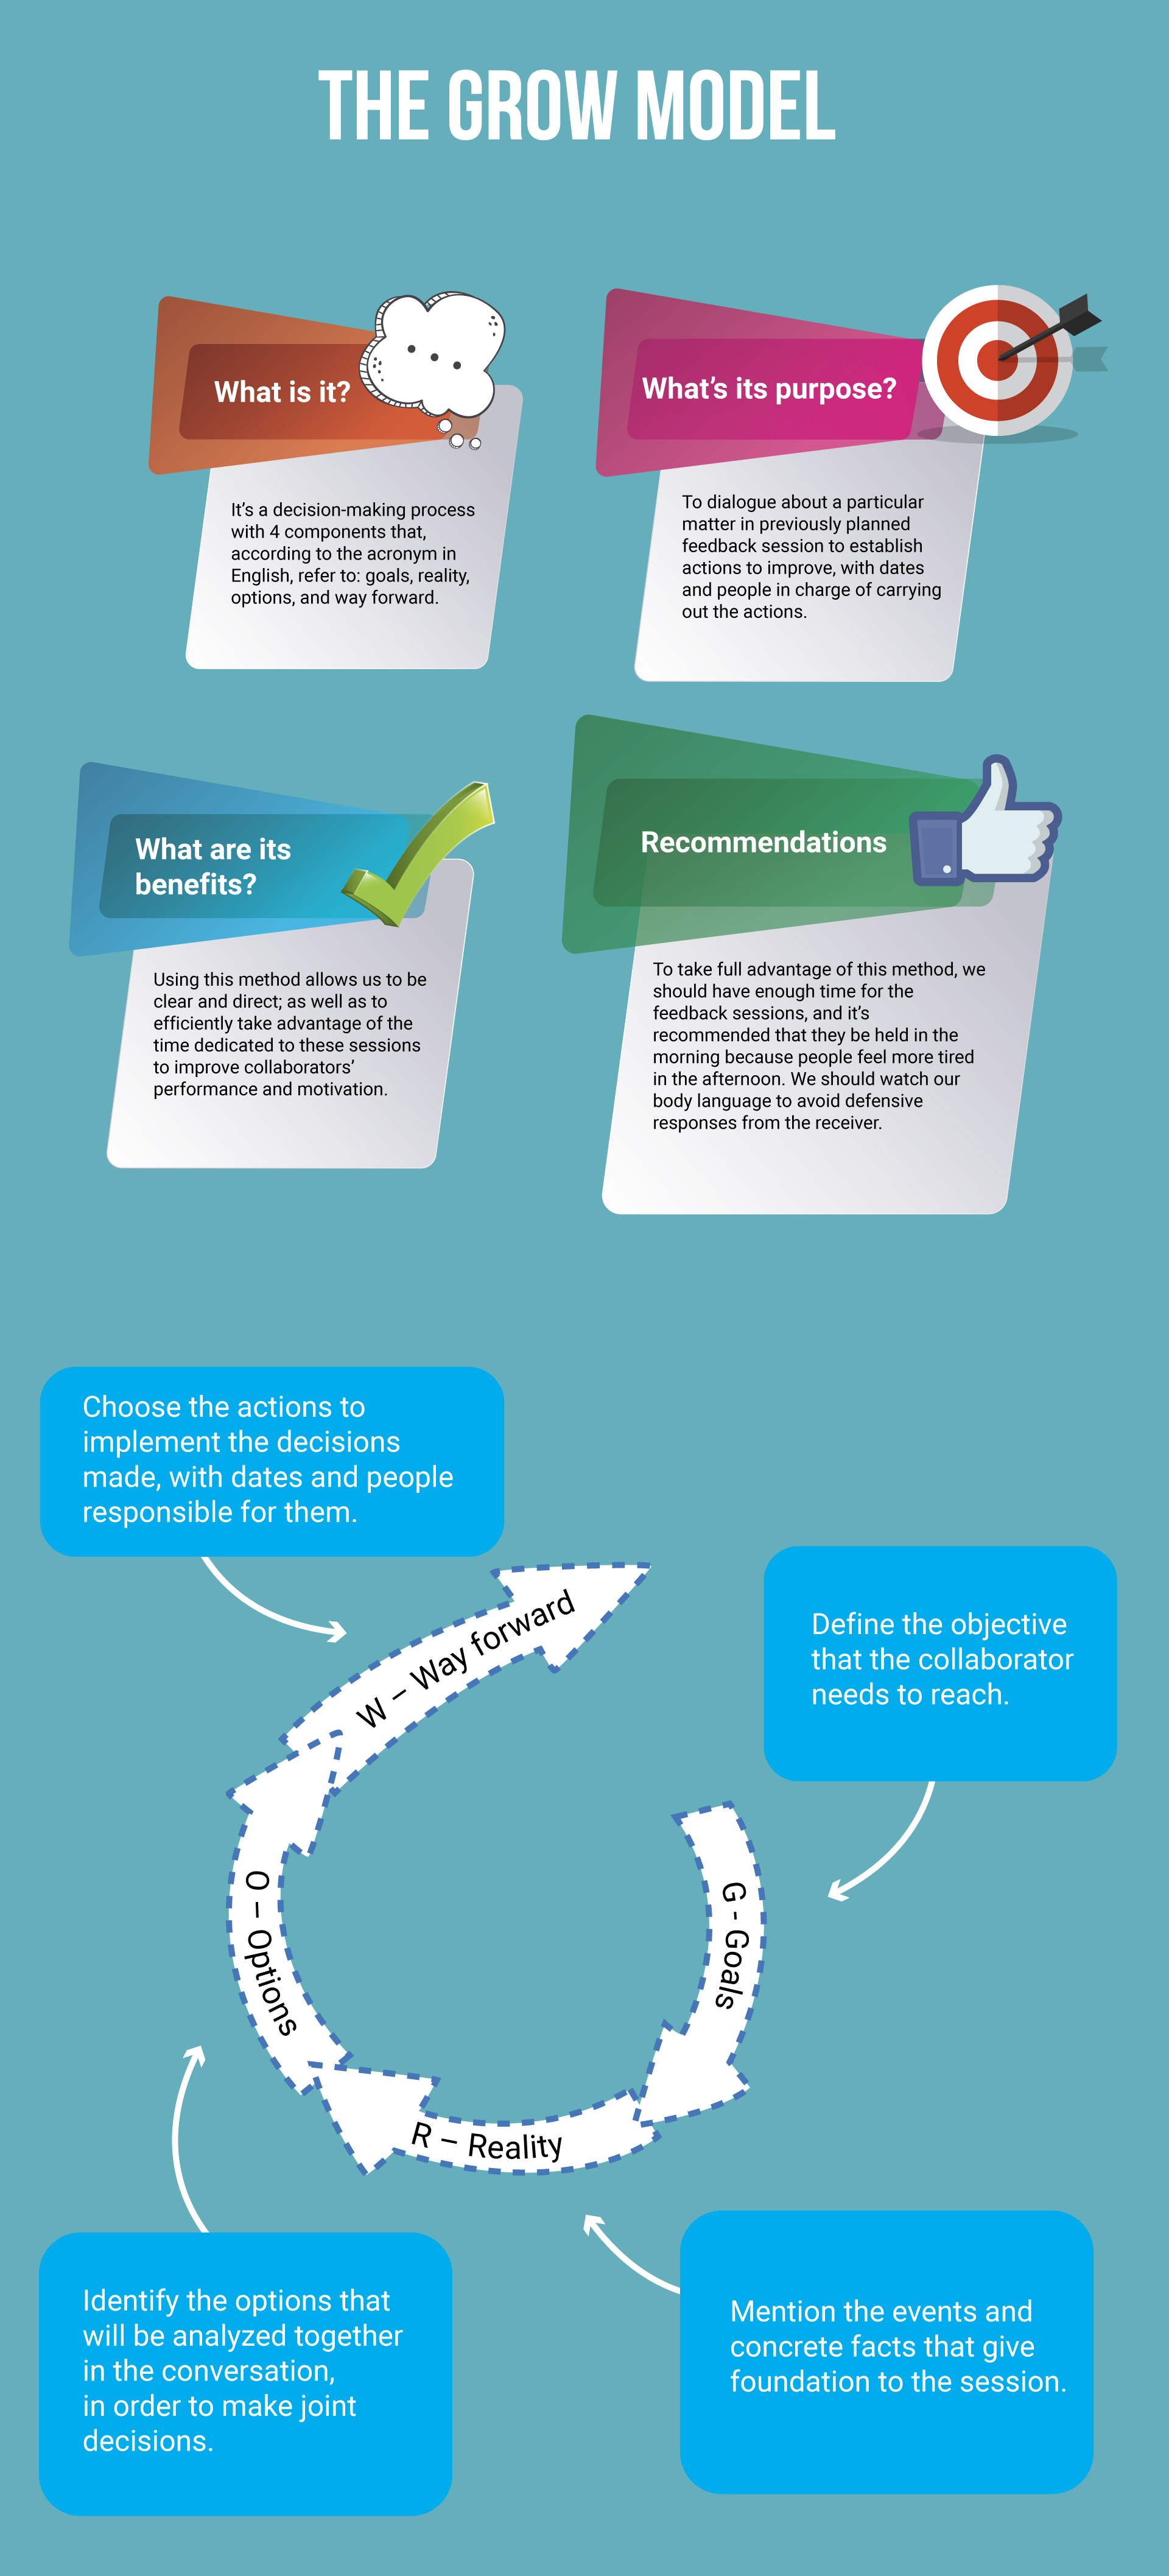 THE GROW MODEL
What is it?
It's a decision-making process
with 4 components that,
according to the acronym in
English, refer to: goals, reality,
options, and way forward.
What's its purpose?
To dialogue about a particular
matter in previously planned
feedback session to establish
actions to improve, with dates
and people in charge of carrying
out the actions.
What are its
benefits?
Using this method allows us to be
clear and direct; as well as to
efficiently take advantage of the
time dedicated to these sessions
to improve collaborators'
performance and motivation.
Recommendations
To take full advantage of this method, we
should have enough time for the
feedback sessions, and it's
recommended that they be held in the
morning because people feel more tired
in the afternoon. We should watch our
body language to avoid defensive
responses from the receiver.
Choose the actions to
implement the decisions
made, with dates and people
responsible for them.
W – Way forward
Define the objective
that the collaborator
needs to reach.
G - Goals
O – Options
R – Reality
Identify the options that
will be analyzed together
in the conversation,
in order to make joint
decisions.
Mention the events and
concrete facts that give
foundation to the session.